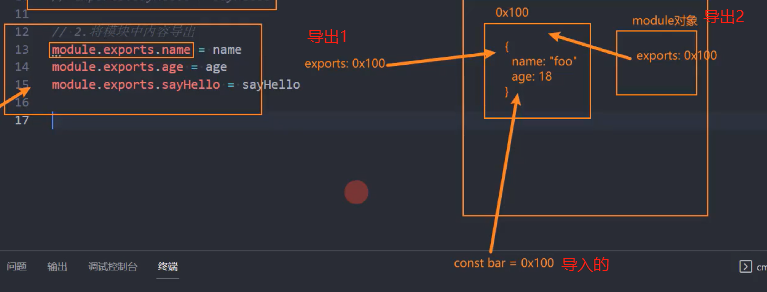 11
12 // 2.将模块中内容导出
13 module.exports.name = name
14 module.exports.age = age
15 module.exports.sayHello = sayHello
16
17
导出1
exports: 0x100
0x100
{
name: "foo"
age: 18
}
module对象
导出2
exports: 0x100
const bar = 0x100
导入的
问题 输出 调试控制台 终端
cm